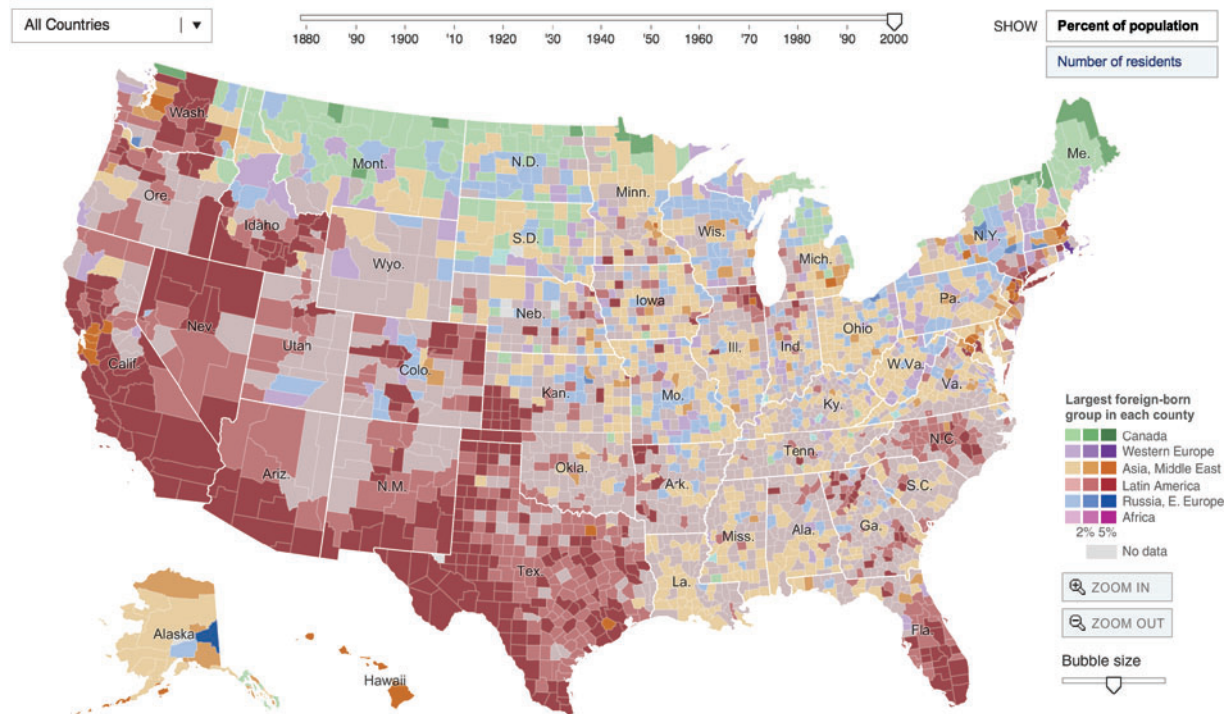 All Countries
SHOW
Percent of population
Number of residents
1880 '90 1900 '10 1920 '30 1940 '50 1960 '70 1980 '90 2000
Wash.
Ore
Idaho
Mont.
N.D.
Minn.
S.D.
Wis.
Mich.
N.Y.
Me.
Wyo.
Nev
Utah
Colo.
Calif
Neb.
Iowa
Ill.
Ind.
Ohio
Pa.
W.Va.
Va.
Kan.
Mo.
Ky.
Tenn.
N.C.
S.C.
Ariz.
N.M.
Okla.
Ark.
Miss.
Ala.
Ga.
Tex.
La.
Fla.
Alaska
Hawaii
Largest foreign-born
group in each county
Canada
Western Europe
Asia, Middle East
Latin America
Russia, E. Europe
Africa
2% 5%
No data
ZOOM IN
ZOOM OUT
Bubble size